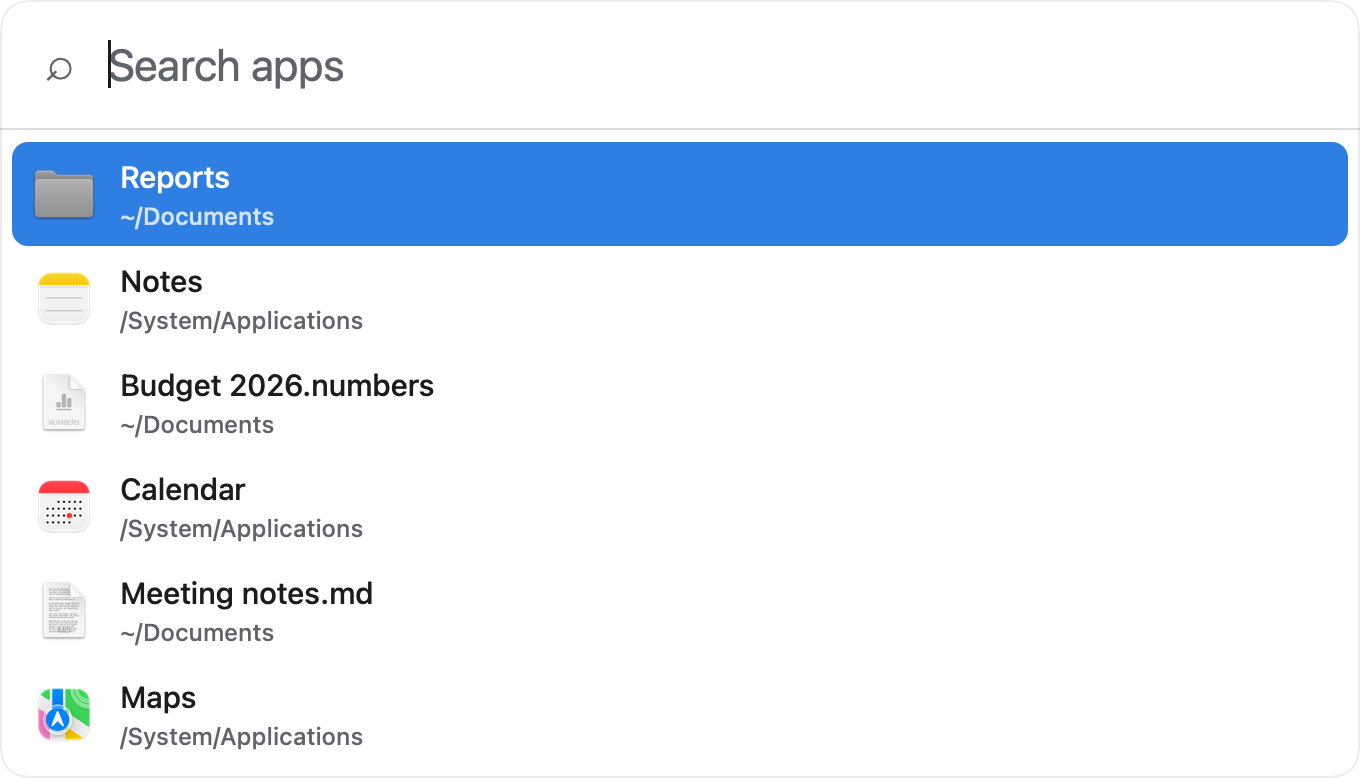 Search apps
Reports
~/Documents
Notes
/System/Applications
Budget 2026.numbers
NUMBERS
~/Documents
Calendar
/System/Applications
Meeting notes.md
~/Documents
Maps
/System/Applications